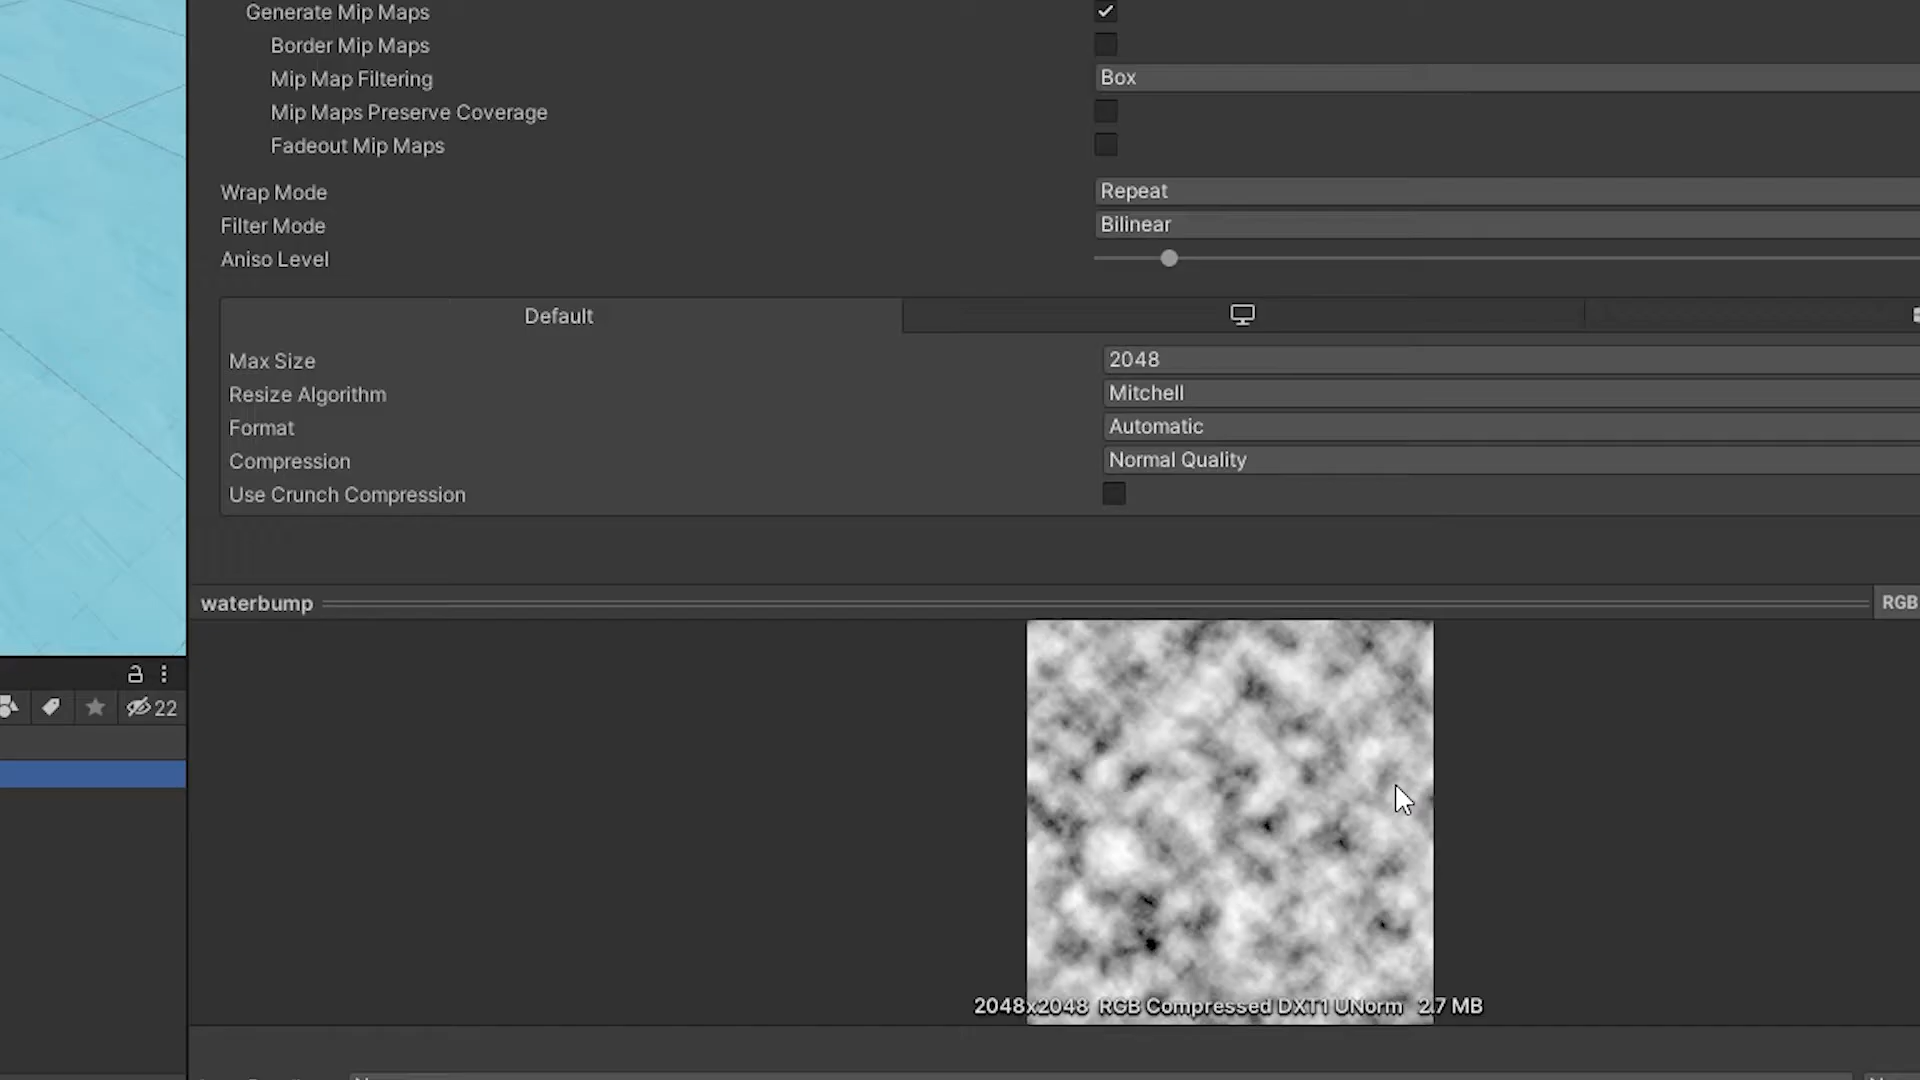 Generate Mip Maps
Border Mip Maps
Mip Map Filtering Box
Mip Maps Preserve Coverage
Fadeout Mip Maps
Wrap Mode Repeat
Filter Mode Bilinear
Aniso Level
Default
Max Size 2048
Resize Algorithm Mitchell
Format Automatic
Compression Normal Quality
Use Crunch Compression
waterbump RGB
22
2048x2048 RGB Compressed DXT1 UNorm 2.7 MB